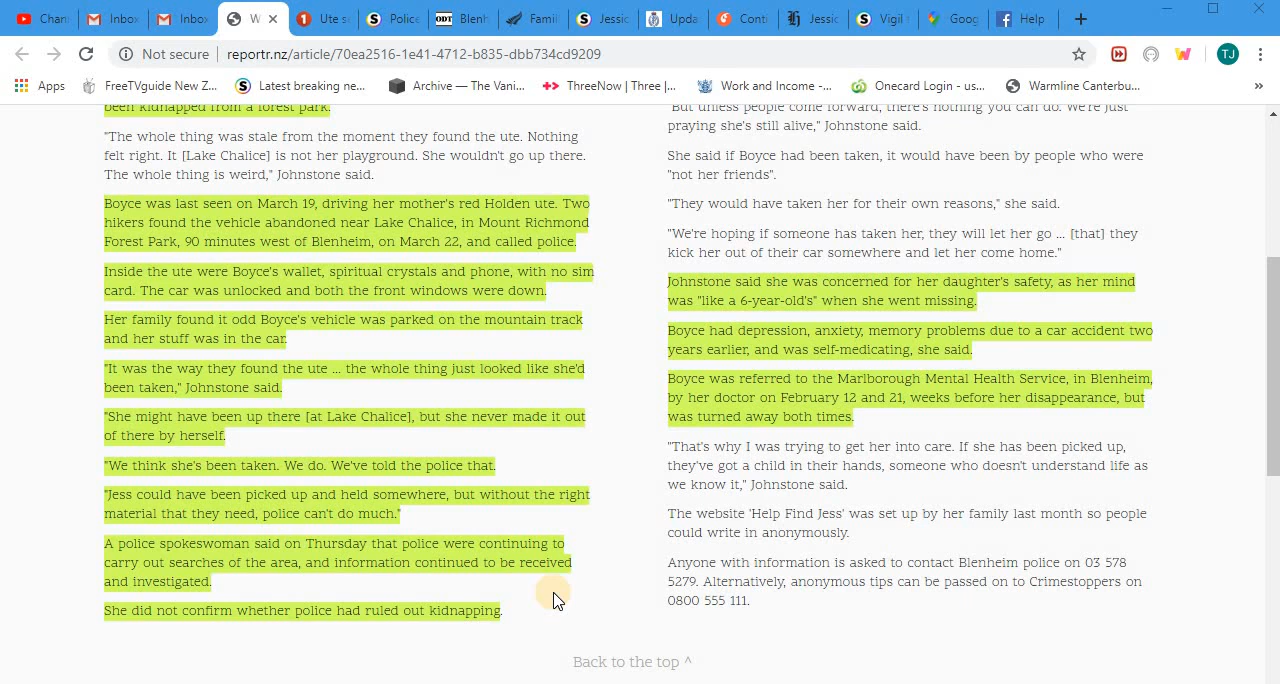 Chann
Inbox
Inbox
W
Ute s
Police
ODT
Blenh
Famil
Jessic
Upda
Conti
Jessic
Vigil
Goog
Help
Not secure
reportr.nz/article/70ea2516-1e41-4712-b835-dbb734cd9209
TJ
Apps
FreeTVguide New Z...
Latest breaking ne...
Archive — The Vani...
ThreeNow | Three |...
Work and Income -...
Onecard Login - us...
Warmline Canterbu...
»
been kidnapped from a forest park.
"The whole thing was stale from the moment they found the ute. Nothing
felt right. It [Lake Chalice] is not her playground. She wouldn't go up there.
The whole thing is weird," Johnstone said.
Boyce was last seen on March 19, driving her mother's red Holden ute. Two
hikers found the vehicle abandoned near Lake Chalice, in Mount Richmond
Forest Park, 90 minutes west of Blenheim, on March 22, and called police.
Inside the ute were Boyce's wallet, spiritual crystals and phone, with no sim
card. The car was unlocked and both the front windows were down.
Her family found it odd Boyce's vehicle was parked on the mountain track
and her stuff was in the car.
"It was the way they found the ute ... the whole thing just looked like she'd
been taken," Johnstone said.
"She might have been up there [at Lake Chalice], but she never made it out
of there by herself.
"We think she's been taken. We do. We've told the police that.
"Jess could have been picked up and held somewhere, but without the right
material that they need, police can't do much."
A police spokeswoman said on Thursday that police were continuing to
carry out searches of the area, and information continued to be received
and investigated.
She did not confirm whether police had ruled out kidnapping.
"But unless people come forward, there's nothing you can do. We're just
praying she's still alive," Johnstone said.
She said if Boyce had been taken, it would have been by people who were
"not her friends".
"They would have taken her for their own reasons," she said.
"We're hoping if someone has taken her, they will let her go ... [that] they
kick her out of their car somewhere and let her come home."
Johnstone said she was concerned for her daughter's safety, as her mind
was "like a 6-year-old's" when she went missing.
Boyce had depression, anxiety, memory problems due to a car accident two
years earlier, and was self-medicating, she said.
Boyce was referred to the Marlborough Mental Health Service, in Blenheim,
by her doctor on February 12 and 21, weeks before her disappearance, but
was turned away both times.
"That's why I was trying to get her into care. If she has been picked up,
they've got a child in their hands, someone who doesn't understand life as
we know it," Johnstone said.
The website 'Help Find Jess' was set up by her family last month so people
could write in anonymously.
Anyone with information is asked to contact Blenheim police on 03 578
5279. Alternatively, anonymous tips can be passed on to Crimestoppers on
0800 555 111.
Back to the top ^